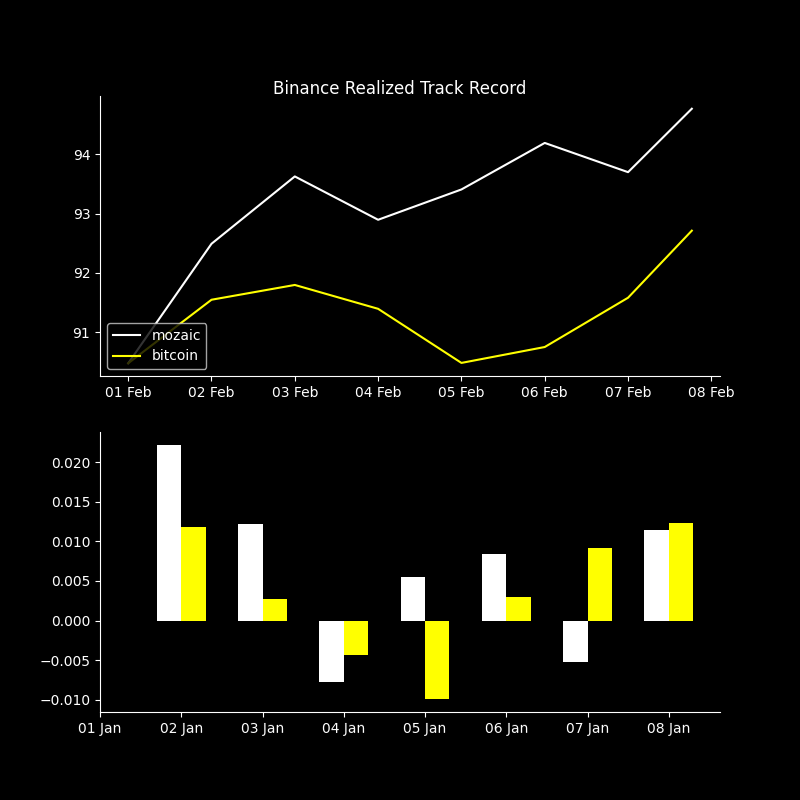 Binance Realized Track Record
94
93
92
91
mozaic
bitcoin
01 Feb 02 Feb 03 Feb 04 Feb 05 Feb 06 Feb 07 Feb 08 Feb
0.020
0.015
0.010
0.005
0.000
−0.005
−0.010
01 Jan 02 Jan 03 Jan 04 Jan 05 Jan 06 Jan 07 Jan 08 Jan